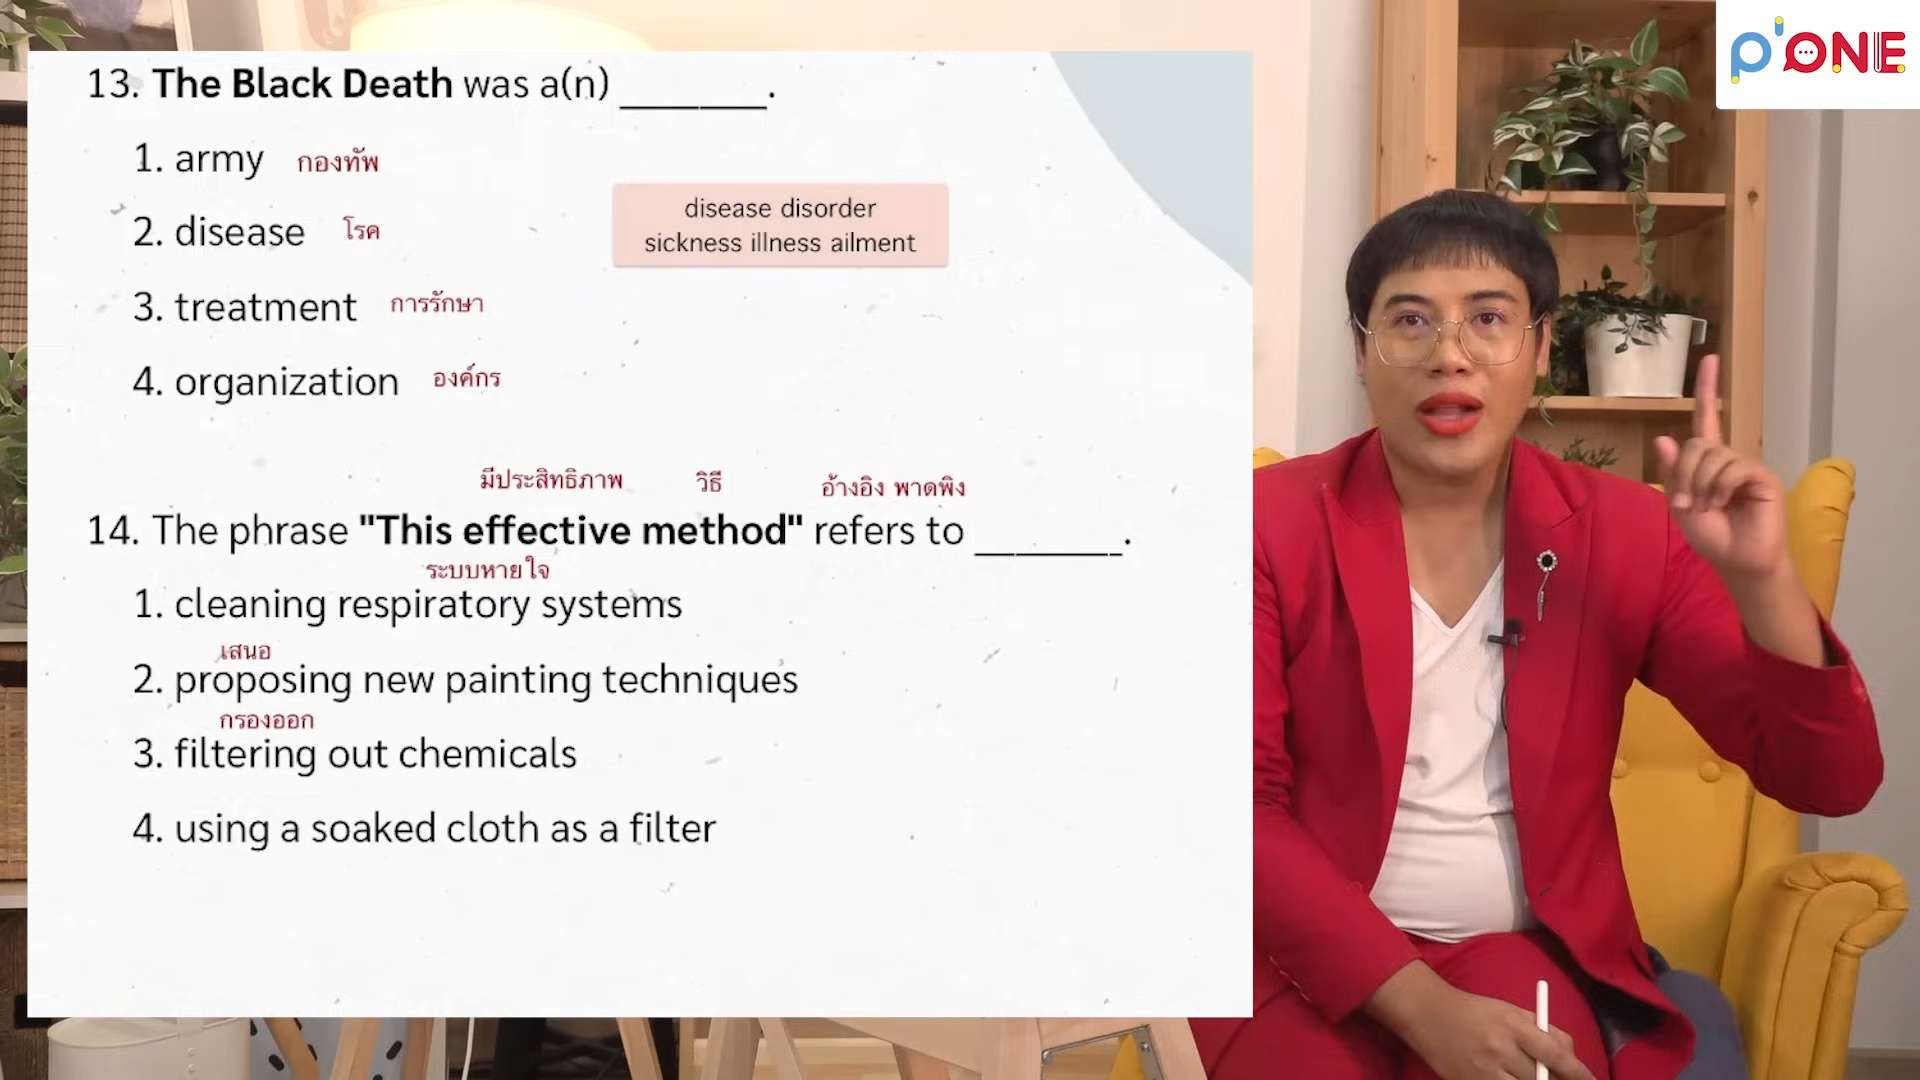 p'ONE
13. The Black Death was a(n) _______.
1. army กองทัพ
2. disease โรค
disease disorder
sickness illness ailment
3. treatment การรักษา
4. organization องค์กร
มีประสิทธิภาพ วิธี อ้างอิง พาดพิง
14. The phrase "This effective method" refers to _______.
ระบบหายใจ
1. cleaning respiratory systems
เสนอ
2. proposing new painting techniques
กรองออก
3. filtering out chemicals
4. using a soaked cloth as a filter